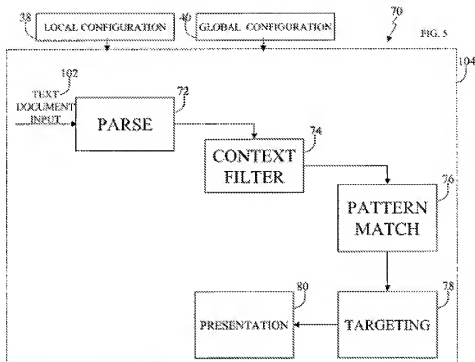 38
LOCAL CONFIGURATION
40
GLOBAL CONFIGURATION
70
FIG. 5
104
102
TEXT
DOCUMENT
INPUT
72
PARSE
74
CONTEXT
FILTER
76
PATTERN
MATCH
80
PRESENTATION
78
TARGETING